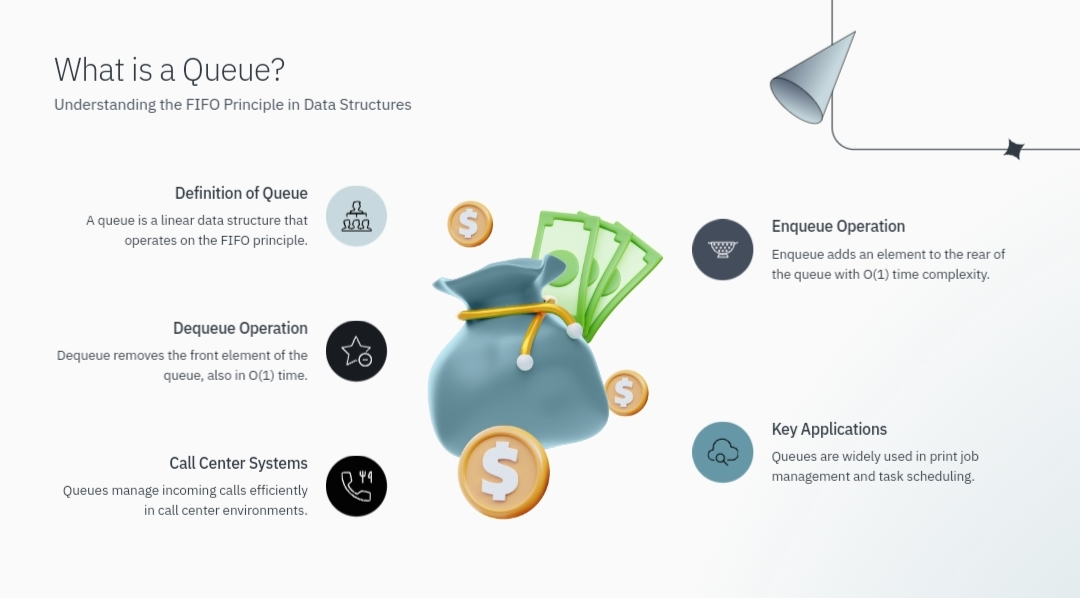 What is a Queue?
Understanding the FIFO Principle in Data Structures
Definition of Queue
A queue is a linear data structure that
operates on the FIFO principle.
Dequeue Operation
Dequeue removes the front element of the
queue, also in O(1) time.
Call Center Systems
Queues manage incoming calls efficiently
in call center environments.
$
$
$
Enqueue Operation
Enqueue adds an element to the rear of
the queue with O(1) time complexity.
Key Applications
Queues are widely used in print job
management and task scheduling.